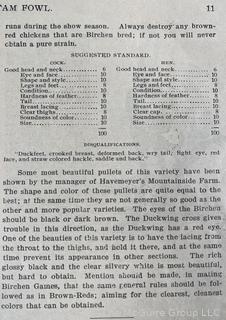 TAM FOWL. 11
runs during the show season. Always destroy any brown-
red chickens that are Birchen bred; if not you will never
obtain a pure strain.
SUGGESTED STANDARD.
COCK. HEN.
Good head and neck 6 Good head and neck 6
Eye and face 10 Eye and face 10
Shape and style 10 Shape and style 10
Legs and feet 8 Legs and feet 8
Condition 10 Condition 10
Hardness of feather 8 Hardness of feather 8
Tail 10 Tail 10
Breast lacing 10 Breast lacing 10
Clear thighs 8 Clear cap 8
Soundness of color 10 Soundness of color 10
Size 10 Size 10
100 100
DISQUALIFICATIONS.
"Duckfeet, crooked breast, deformed back, wry tail, light eye, red
face, and straw colored hackle, saddle and back."
Some most beautiful pullets of this variety have been
shown by the manager of Havemeyer's Mountainside Farm.
The shape and color of these pullets are quite equal to the
best; at the same time they are not generally so good as the
other and more popular varieties. The eye of the Birchen
should be black or dark brown. The Duckwing cross gives
trouble in this direction, as the Duckwing has a red eye.
One of the beauties of this variety is to have the lacing from
the throat to the thighs, and hold it there, and at the same
time prevent its appearance in other sections. The rich
glossy black and the clear silvery white is most beautiful,
but hard to obtain. Mention should be made, in mating
Birchen Games, that the same general rules should be fol-
lowed as in Brown-Reds; aiming for the clearest, cleanest
colors that can be obtained.